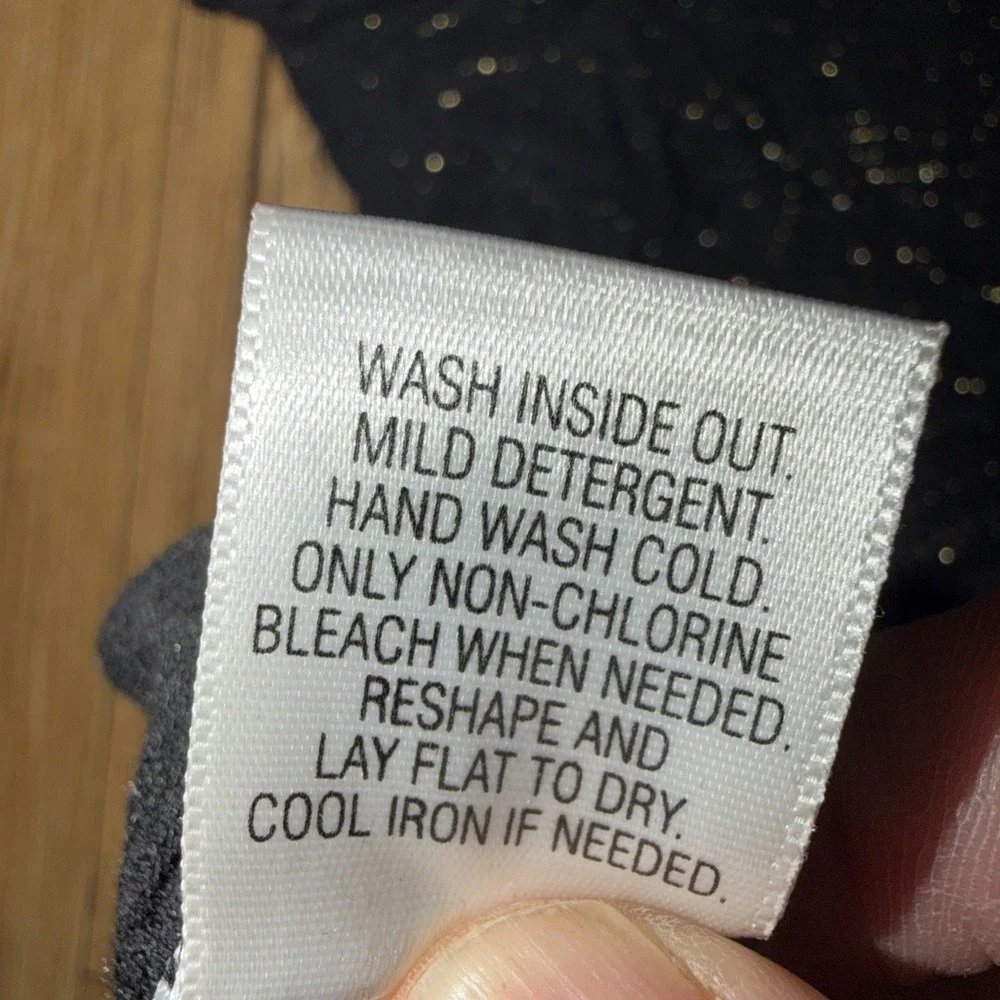 WASH INSIDE OUT.
MILD DETERGENT.
HAND WASH COLD.
ONLY NON-CHLORINE
BLEACH WHEN NEEDED.
RESHAPE AND
LAY FLAT TO DRY.
COOL IRON IF NEEDED.